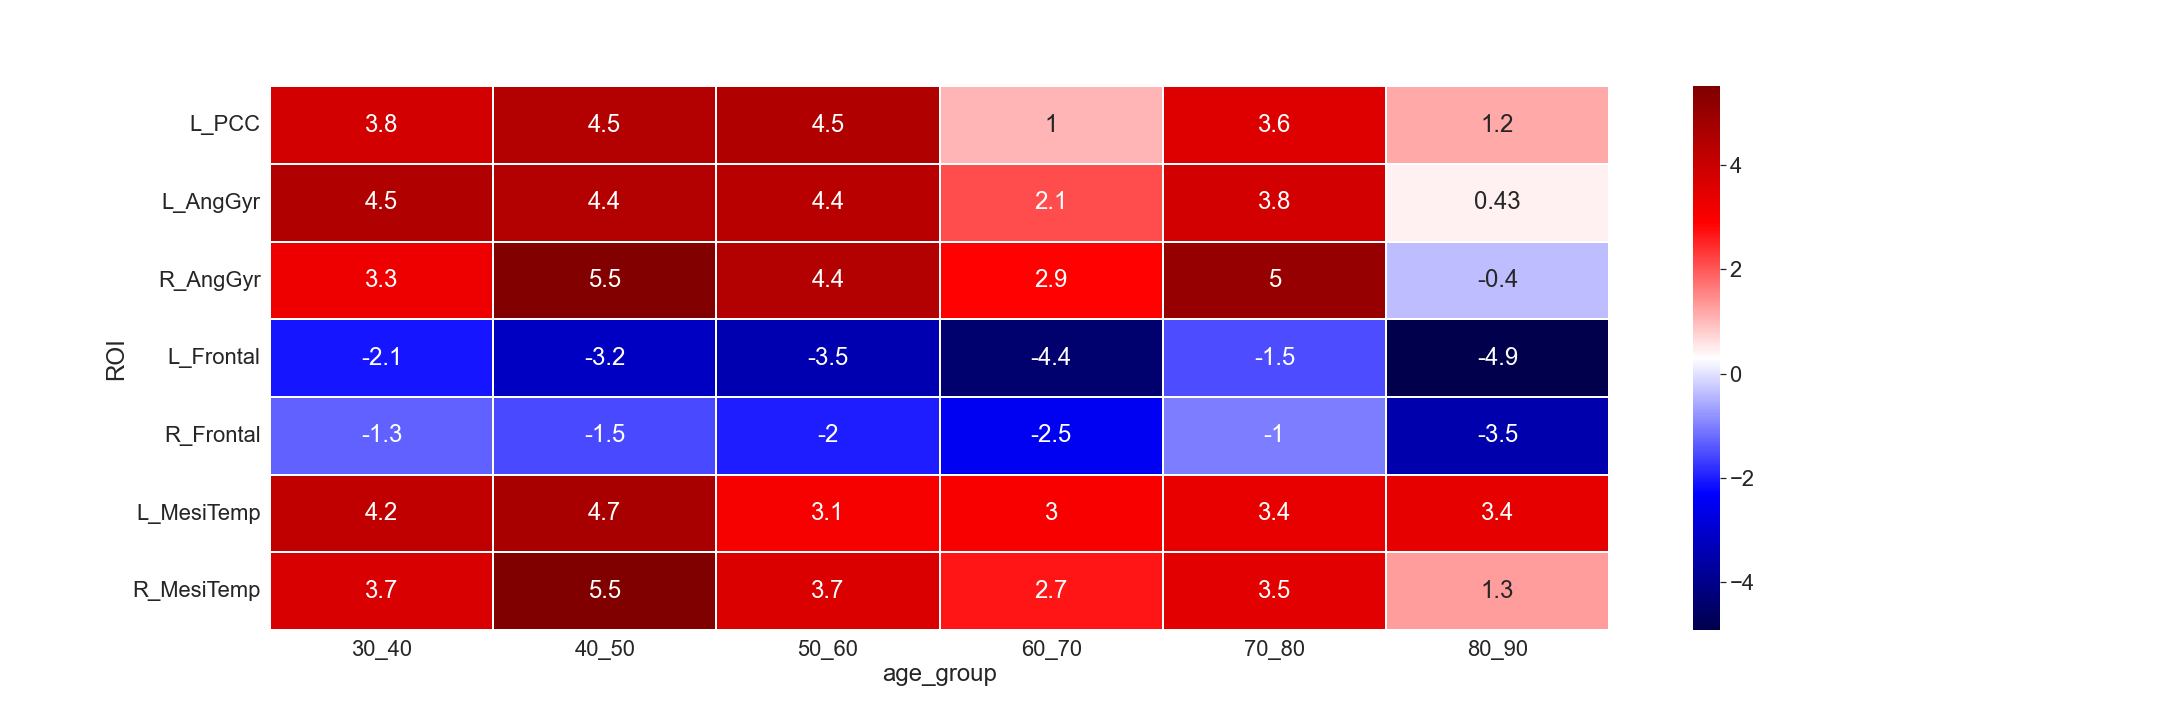 L_PCC 3.8 4.5 4.5 1 3.6 1.2
L_AngGyr 4.5 4.4 4.4 2.1 3.8 0.43
R_AngGyr 3.3 5.5 4.4 2.9 5 -0.4
L_Frontal -2.1 -3.2 -3.5 -4.4 -1.5 -4.9
R_Frontal -1.3 -1.5 -2 -2.5 -1 -3.5
L_MesiTemp 4.2 4.7 3.1 3 3.4 3.4
R_MesiTemp 3.7 5.5 3.7 2.7 3.5 1.3
30_40 40_50 50_60 60_70 70_80 80_90
age_group
ROI
4
2
0
−2
−4